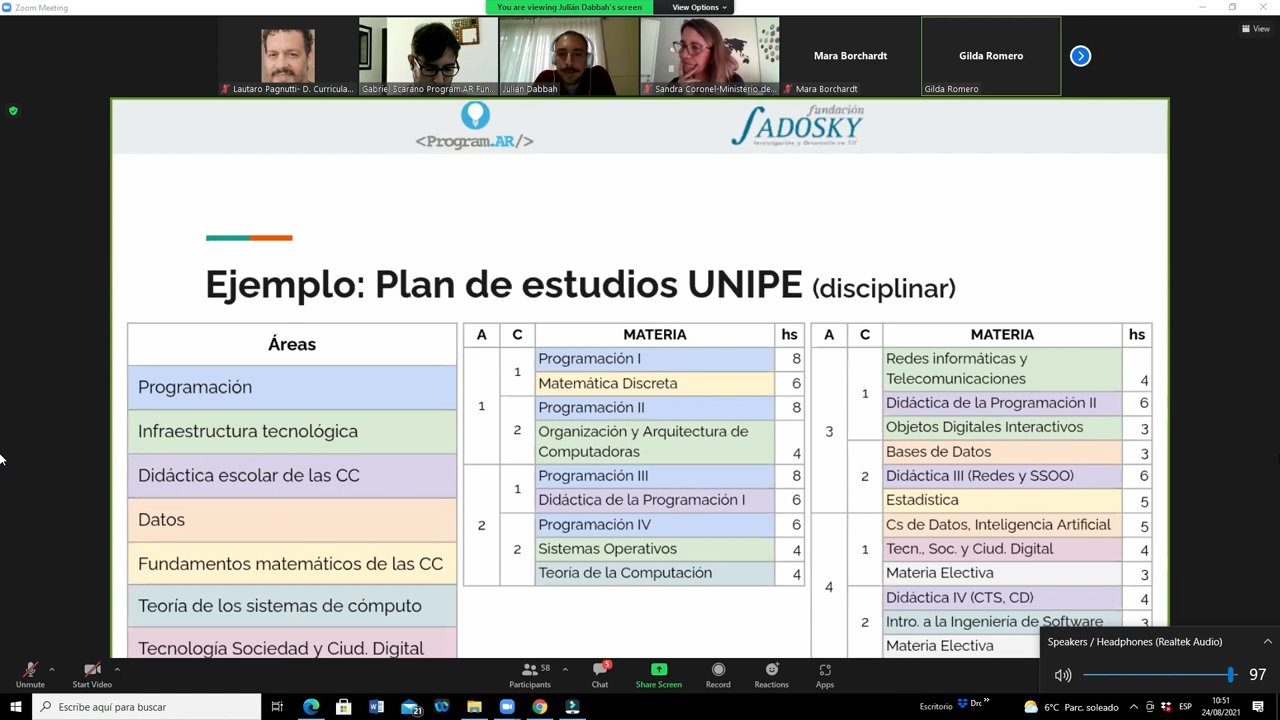 Zoom Meeting
You are viewing Julián Dabbah's screen
View Options
View
Lautaro Pagnutti- D. Curricula...
Gabriel Scarano Program.AR Fun...
Julián Dabbah
Sandra Coronel-Ministerio de...
Mara Borchardt
Mara Borchardt
Gilda Romero
Gilda Romero
<Program.AR/>
fundación
SADOSKY
Investigación y Desarrollo en TIC
Ejemplo: Plan de estudios UNIPE (disciplinar)
Áreas
Programación
Infraestructura tecnológica
Didáctica escolar de las CC
Datos
Fundamentos matemáticos de las CC
Teoría de los sistemas de cómputo
Tecnología Sociedad y Ciud. Digital
A C MATERIA hs
1
1
Programación I 8
Matemática Discreta 6
2
Programación II 8
Organización y Arquitectura de
Computadoras 4
2
1
Programación III 8
Didáctica de la Programación I 6
2
Programación IV 6
Sistemas Operativos 4
Teoría de la Computación 4
A C MATERIA hs
3
1
Redes informáticas y
Telecomunicaciones 4
Didáctica de la Programación II 6
Objetos Digitales Interactivos 3
2
Bases de Datos 3
Didáctica III (Redes y SSOO) 6
Estadística 5
4
1
Cs de Datos, Inteligencia Artificial 5
Tecn., Soc. y Ciud. Digital 4
Materia Electiva 3
2
Didáctica IV (CTS, CD) 4
Intro. a la Ingeniería de Software 3
Materia Electiva
Speakers / Headphones (Realtek Audio)
97
Unmute
Start Video
Participants
58
Chat
5
Share Screen
Record
Reactions
Apps
Escribe aquí para buscar
21
Escritorio
Drc
6°C Parc. soleado
ESP
10:51
24/08/2021